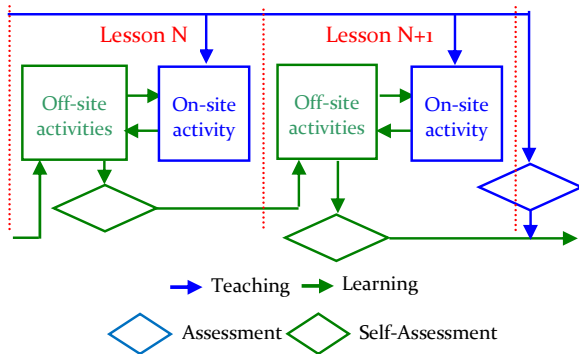 Lesson N
Lesson N+1
Off-site
activities
On-site
activity
Off-site
activities
On-site
activity
Teaching
Learning
Assessment
Self-Assessment